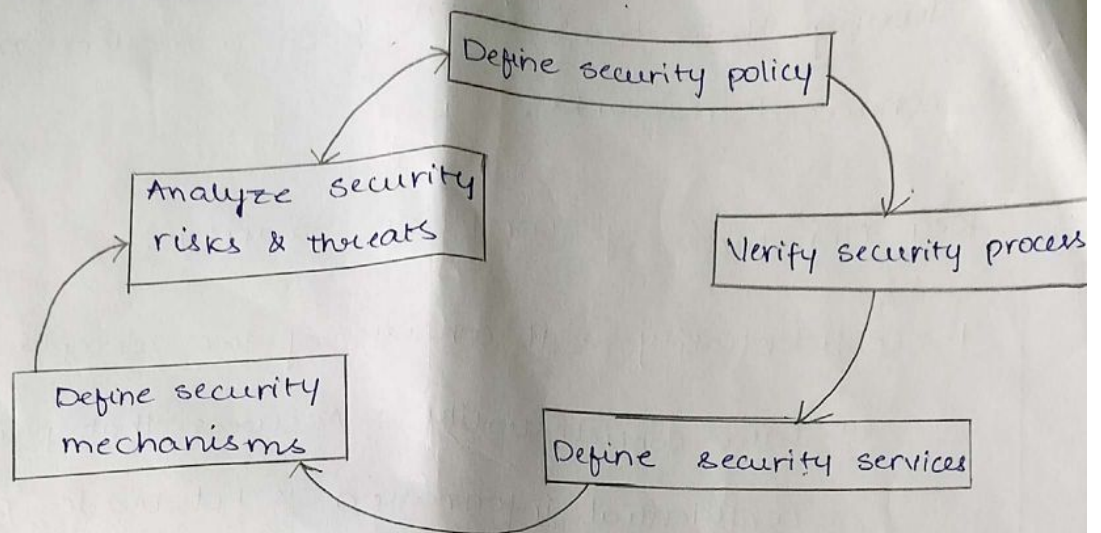 Define security policy
Analyze security
risks & threats
Verify security process
Define security
mechanisms
Define security services